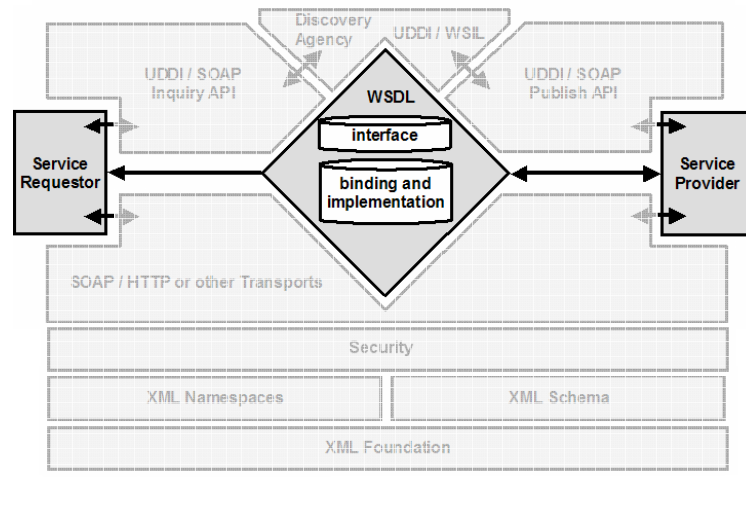 Discovery
Agency
UDDI / WSIL
UDDI / SOAP
Inquiry API
WSDL
UDDI / SOAP
Publish API
interface
Service
Requestor
binding and
implementation
Service
Provider
SOAP / HTTP or other Transports
Security
XML Namespaces
XML Schema
XML Foundation